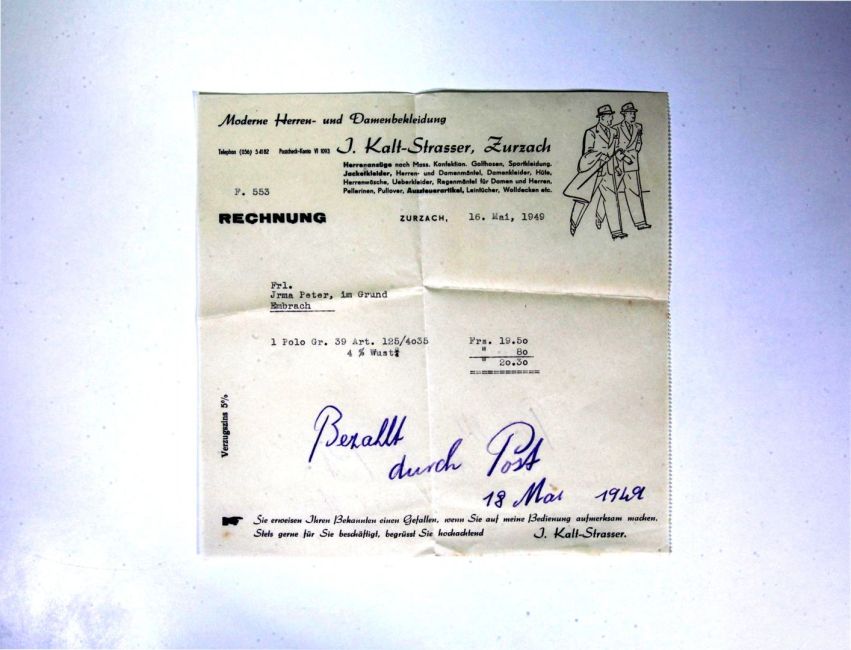 Moderne Herren- und Damenbekleidung
Telephon (056) 5 41 82 Postscheck-Konto VI 1093 J. Kalt-Strasser, Zurzach
Herrenanzüge nach Mass. Konfektion. Golfhosen, Sportkleidung.
Jacketkleider, Herren- und Damenmäntel, Damenkleider, Hüte,
Herrenwäsche, Ueberkleider, Regenmäntel für Damen und Herren,
Pellerinen, Pullover, Aussteuerartikel, Leintücher, Wolldecken etc.
F. 553
RECHNUNG ZURZACH, 16. Mai, 1949
Frl.
Jrma Peter, im Grund
Embrach
1 Polo Gr. 39 Art. 125/4035 Frs. 19.50
4 % Wust " 80
" 20.30
Verzugszins 5%
Bezahlt
durch Post
18 Mai 1949
Sie erweisen Ihren Bekannten einen Gefallen, wenn Sie auf meine Bedienung aufmerksam machen.
Stets gerne für Sie beschäftigt, begrüsst Sie hochachtend J. Kalt-Strasser.